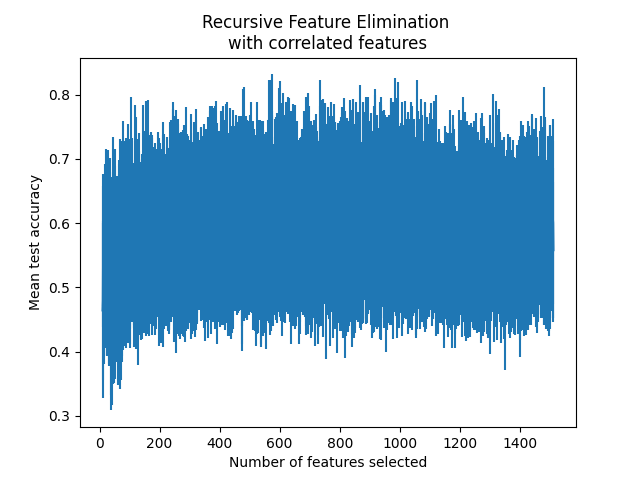 Recursive Feature Elimination
with correlated features
Mean test accuracy
0.8
0.7
0.6
0.5
0.4
0.3
0 200 400 600 800 1000 1200 1400
Number of features selected